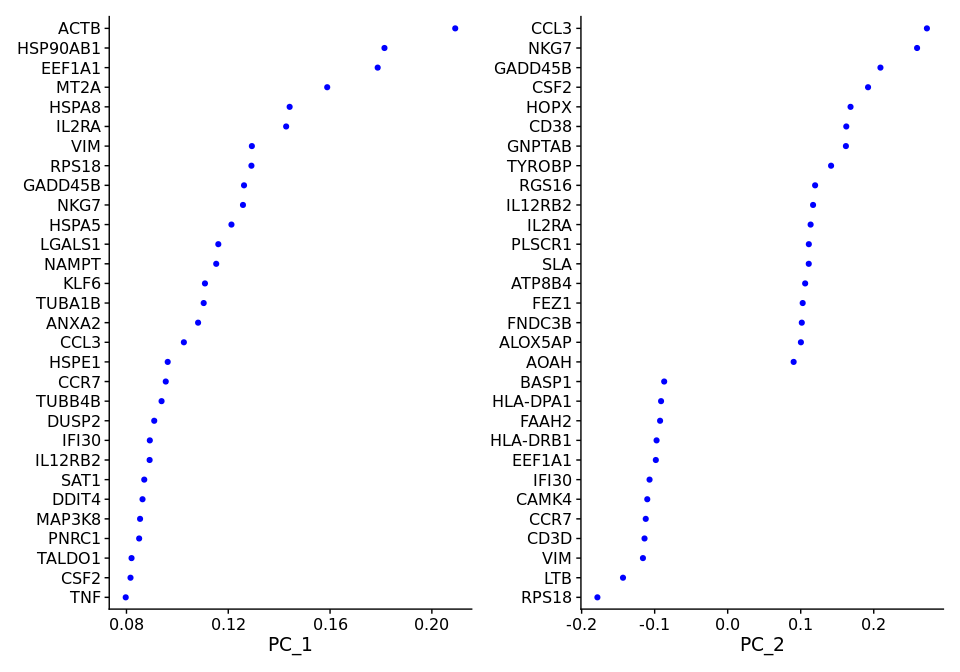 ACTB
HSP90AB1
EEF1A1
MT2A
HSPA8
IL2RA
VIM
RPS18
GADD45B
NKG7
HSPA5
LGALS1
NAMPT
KLF6
TUBA1B
ANXA2
CCL3
HSPE1
CCR7
TUBB4B
DUSP2
IFI30
IL12RB2
SAT1
DDIT4
MAP3K8
PNRC1
TALDO1
CSF2
TNF
0.08 0.12 0.16 0.20
PC_1
CCL3
NKG7
GADD45B
CSF2
HOPX
CD38
GNPTAB
TYROBP
RGS16
IL12RB2
IL2RA
PLSCR1
SLA
ATP8B4
FEZ1
FNDC3B
ALOX5AP
AOAH
BASP1
HLA-DPA1
FAAH2
HLA-DRB1
EEF1A1
IFI30
CAMK4
CCR7
CD3D
VIM
LTB
RPS18
-0.2 -0.1 0.0 0.1 0.2
PC_2